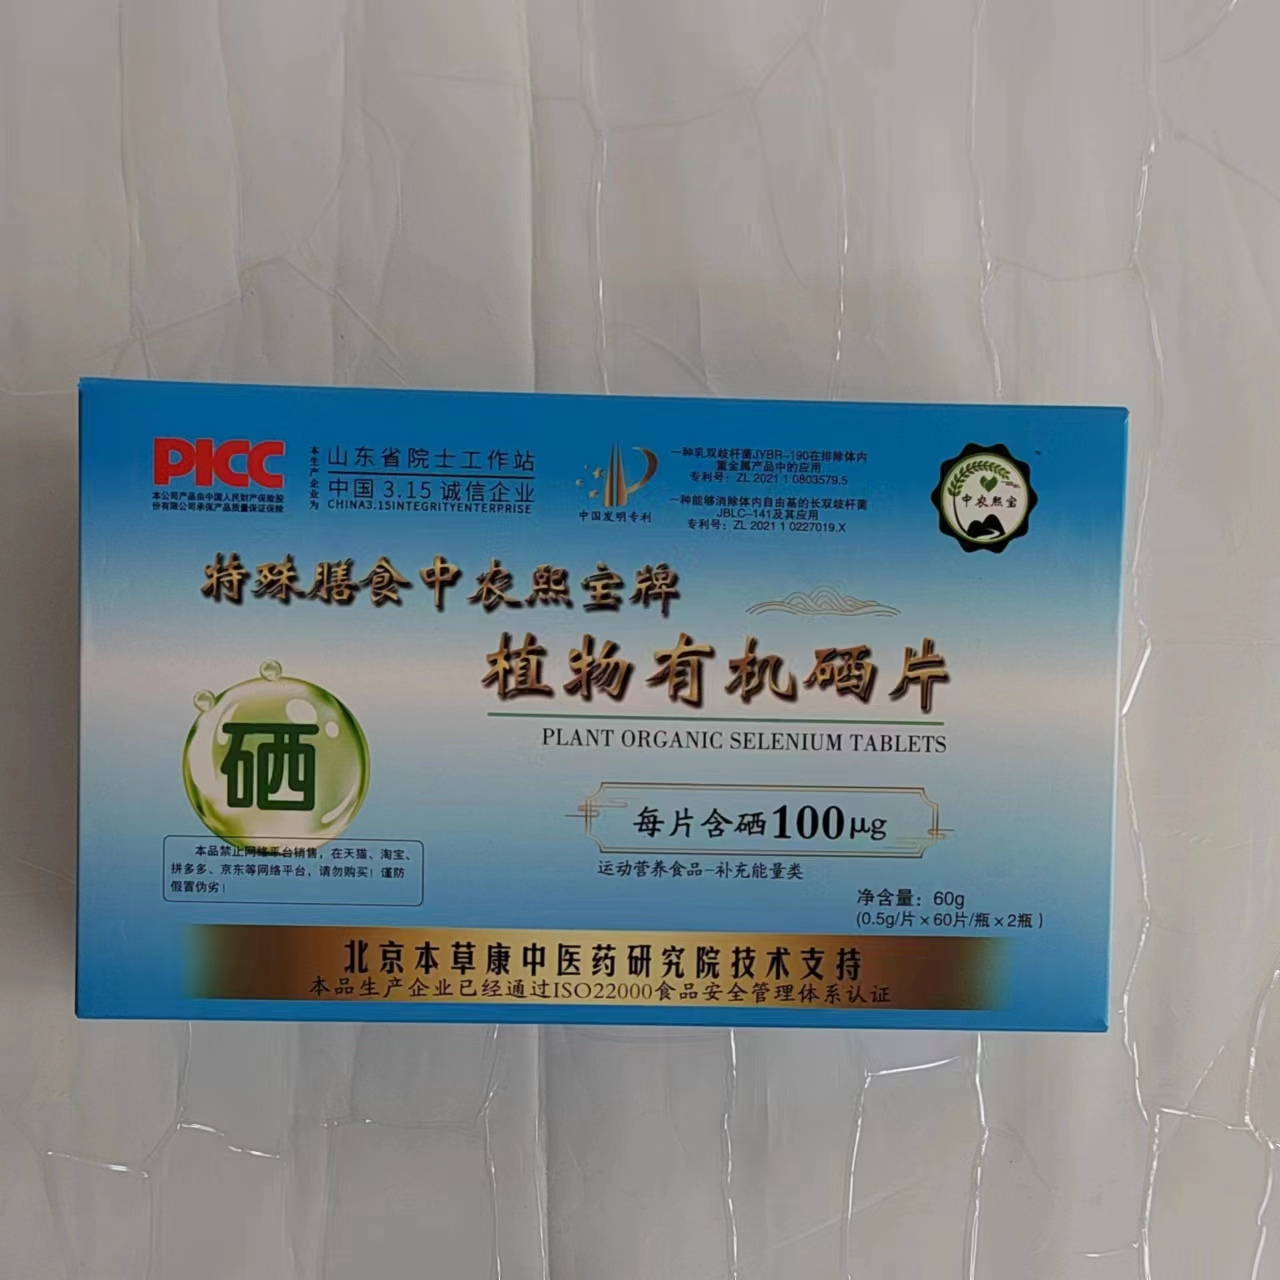 PICC
本公司产品由中国人民财产保险股
份有限公司承保产品质量保证保险
本生产企业为
山东省院士工作站
中国3.15诚信企业
CHINA3.15INTEGRITYENTERPRISE
中国发明专利
一种乳双歧杆菌JYBR-190在排除体内
重金属产品中的应用
专利号：ZL 2021 1 0803579.5
一种能够消除体内自由基的长双歧杆菌
JBLC-141及其应用
专利号：ZL 2021 1 0227019.X
中农熙宝
特殊膳食中农熙宝牌
植物有机硒片
PLANT ORGANIC SELENIUM TABLETS
硒
每片含硒100μg
运动营养食品-补充能量类
本品禁止网络平台销售，在天猫、淘宝、
拼多多、京东等网络平台，请勿购买！谨防
假冒伪劣！
净含量：60g
(0.5g/片×60片/瓶×2瓶)
北京本草康中医药研究院技术支持
本品生产企业已经通过ISO22000食品安全管理体系认证